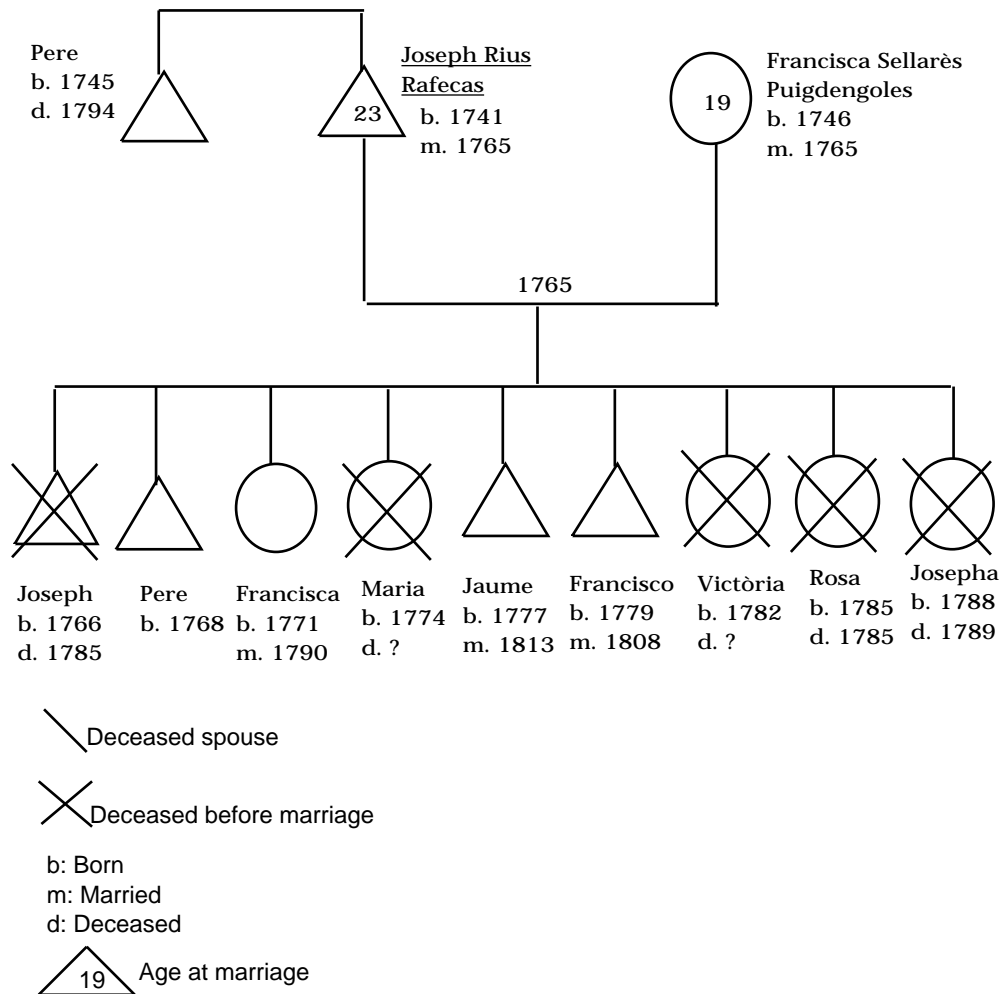 Pere
b. 1745
d. 1794
23
Joseph Rius
Rafecas
b. 1741
m. 1765
19
Francisca Sellarès
Puigdengoles
b. 1746
m. 1765
1765
Joseph
b. 1766
d. 1785
Pere
b. 1768
Francisca
b. 1771
m. 1790
Maria
b. 1774
d. ?
Jaume
b. 1777
m. 1813
Francisco
b. 1779
m. 1808
Victòria
b. 1782
d. ?
Rosa
b. 1785
d. 1785
Josepha
b. 1788
d. 1789
Deceased spouse
Deceased before marriage
b: Born
m: Married
d: Deceased
19 Age at marriage